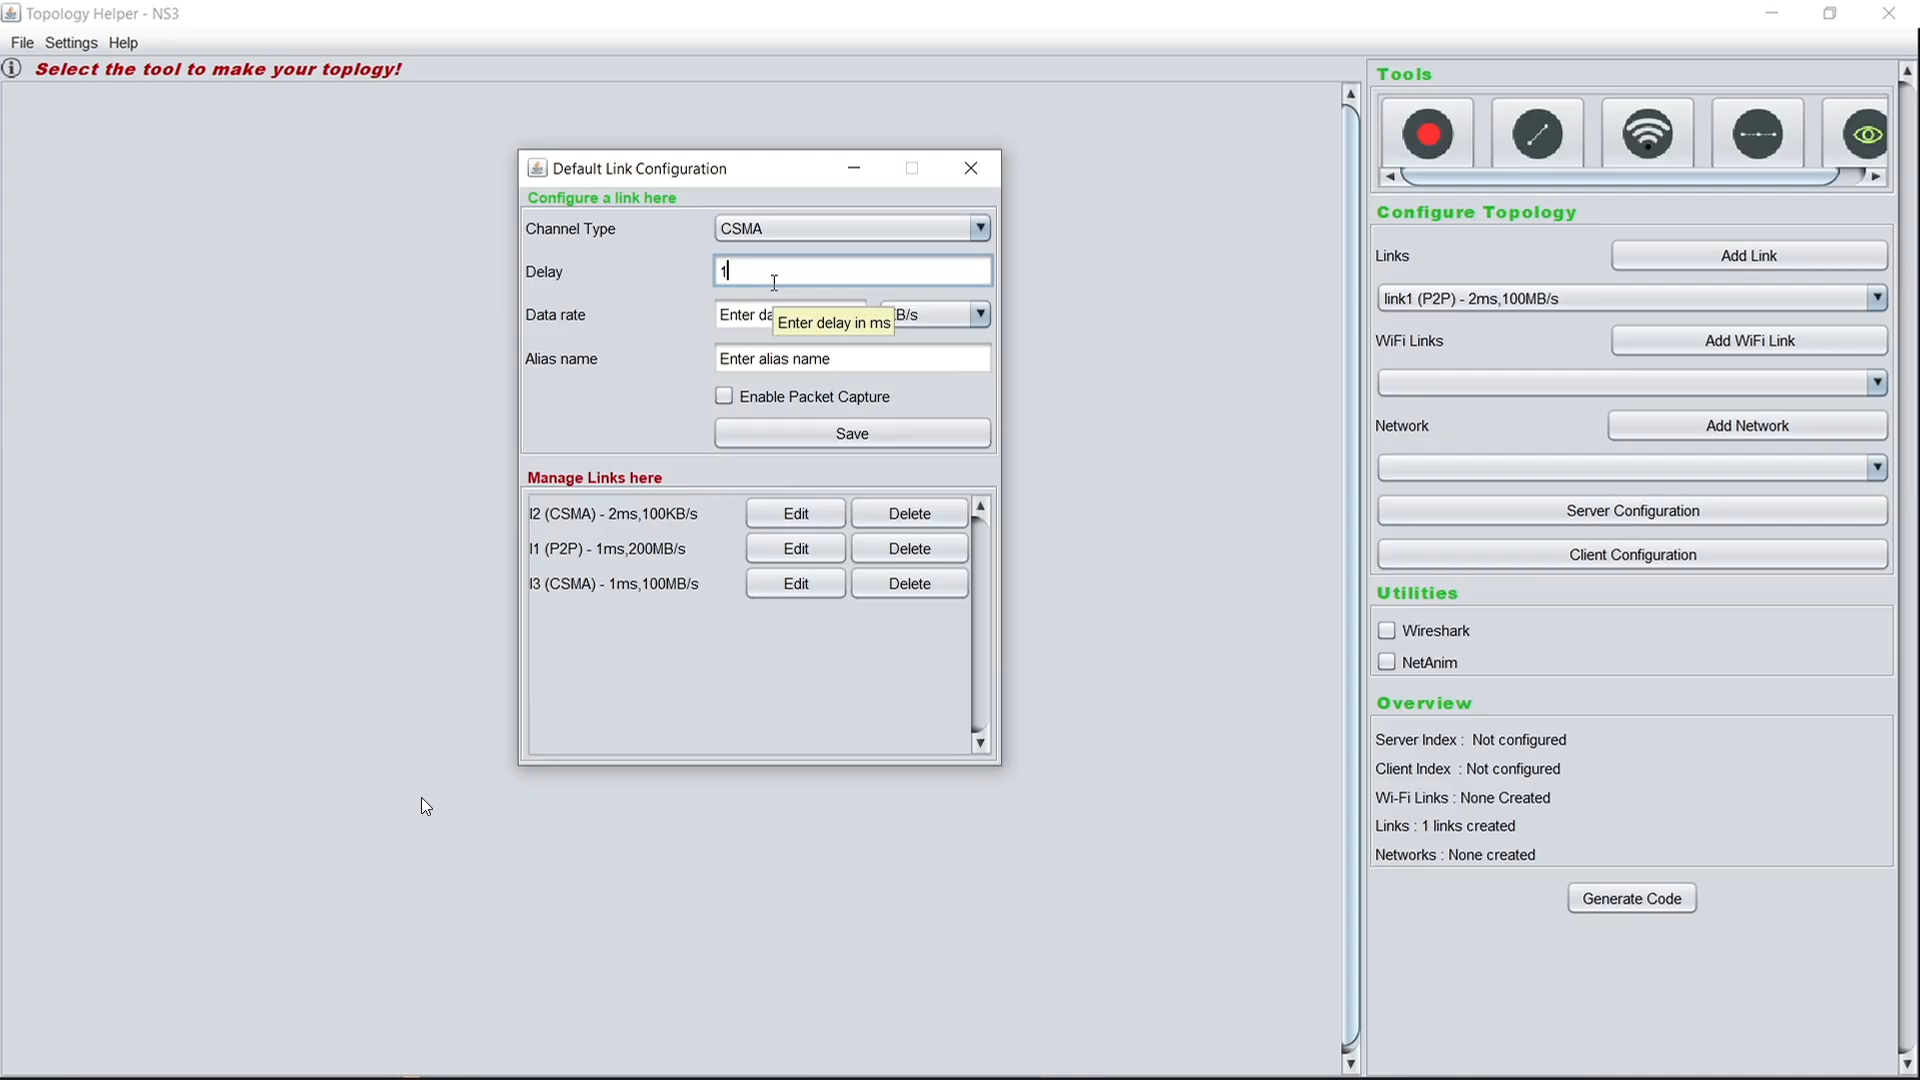 Topology Helper - NS3
File Settings Help
Select the tool to make your toplogy!
Default Link Configuration
Configure a link here
Channel Type CSMA
Delay 1
Data rate Enter B/s
Enter delay in ms
Alias name Enter alias name
Enable Packet Capture
Save
Manage Links here
l2 (CSMA) - 2ms,100KB/s Edit Delete
l1 (P2P) - 1ms,200MB/s Edit Delete
l3 (CSMA) - 1ms,100MB/s Edit Delete
Tools
Configure Topology
Links Add Link
link1 (P2P) - 2ms,100MB/s
WiFi Links Add WiFi Link
Network Add Network
Server Configuration
Client Configuration
Utilities
Wireshark
NetAnim
Overview
Server Index : Not configured
Client Index : Not configured
Wi-Fi Links : None Created
Links : 1 links created
Networks : None created
Generate Code